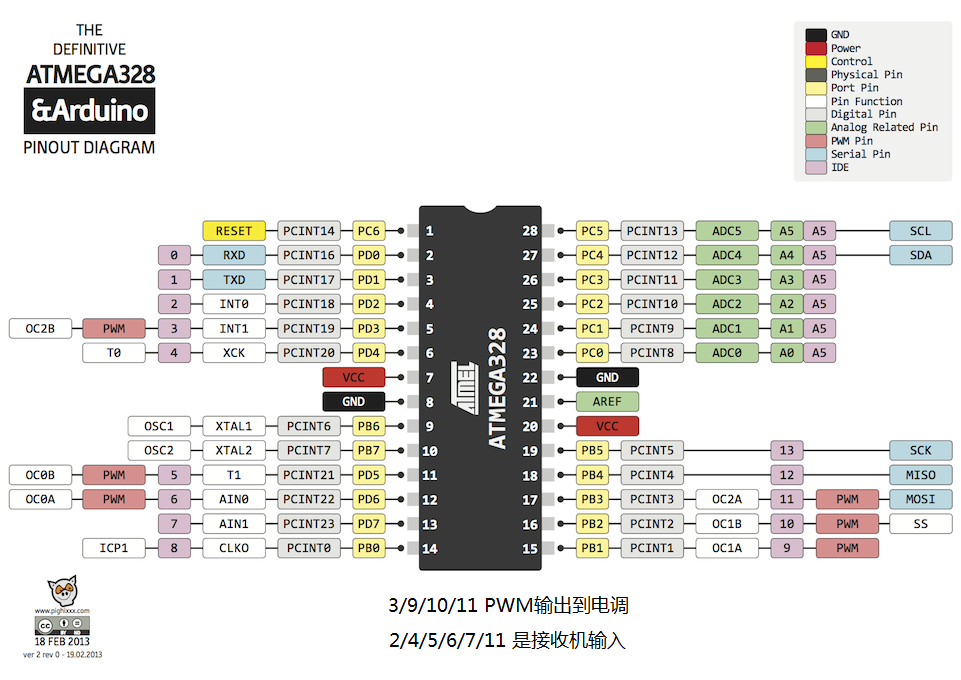 THE
DEFINITIVE
ATMEGA328
&Arduino
PINOUT DIAGRAM
GND
Power
Control
Physical Pin
Port Pin
Pin Function
Digital Pin
Analog Related Pin
PWM Pin
Serial Pin
IDE
RESET PCINT14 PC6 1 28 PC5 PCINT13 ADC5 A5 A5 SCL
0 RXD PCINT16 PD0 2 27 PC4 PCINT12 ADC4 A4 A5 SDA
1 TXD PCINT17 PD1 3 26 PC3 PCINT11 ADC3 A3 A5
2 INT0 PCINT18 PD2 4 25 PC2 PCINT10 ADC2 A2 A5
OC2B PWM 3 INT1 PCINT19 PD3 5 24 PC1 PCINT9 ADC1 A1 A5
T0 4 XCK PCINT20 PD4 6 23 PC0 PCINT8 ADC0 A0 A5
VCC 7 22 GND
GND 8 21 AREF
OSC1 XTAL1 PCINT6 PB6 9 20 VCC
OSC2 XTAL2 PCINT7 PB7 10 19 PB5 PCINT5 13 SCK
OC0B PWM 5 T1 PCINT21 PD5 11 18 PB4 PCINT4 12 MISO
OC0A PWM 6 AIN0 PCINT22 PD6 12 17 PB3 PCINT3 OC2A 11 PWM MOSI
7 AIN1 PCINT23 PD7 13 16 PB2 PCINT2 OC1B 10 PWM SS
ICP1 8 CLKO PCINT0 PB0 14 15 PB1 PCINT1 OC1A 9 PWM
ATMEL
ATMEGA328
www.pighixxx.com
cc
BY ND
18 FEB 2013
ver 2 rev 0 - 19.02.2013
3/9/10/11 PWM输出到电调
2/4/5/6/7/11 是接收机输入